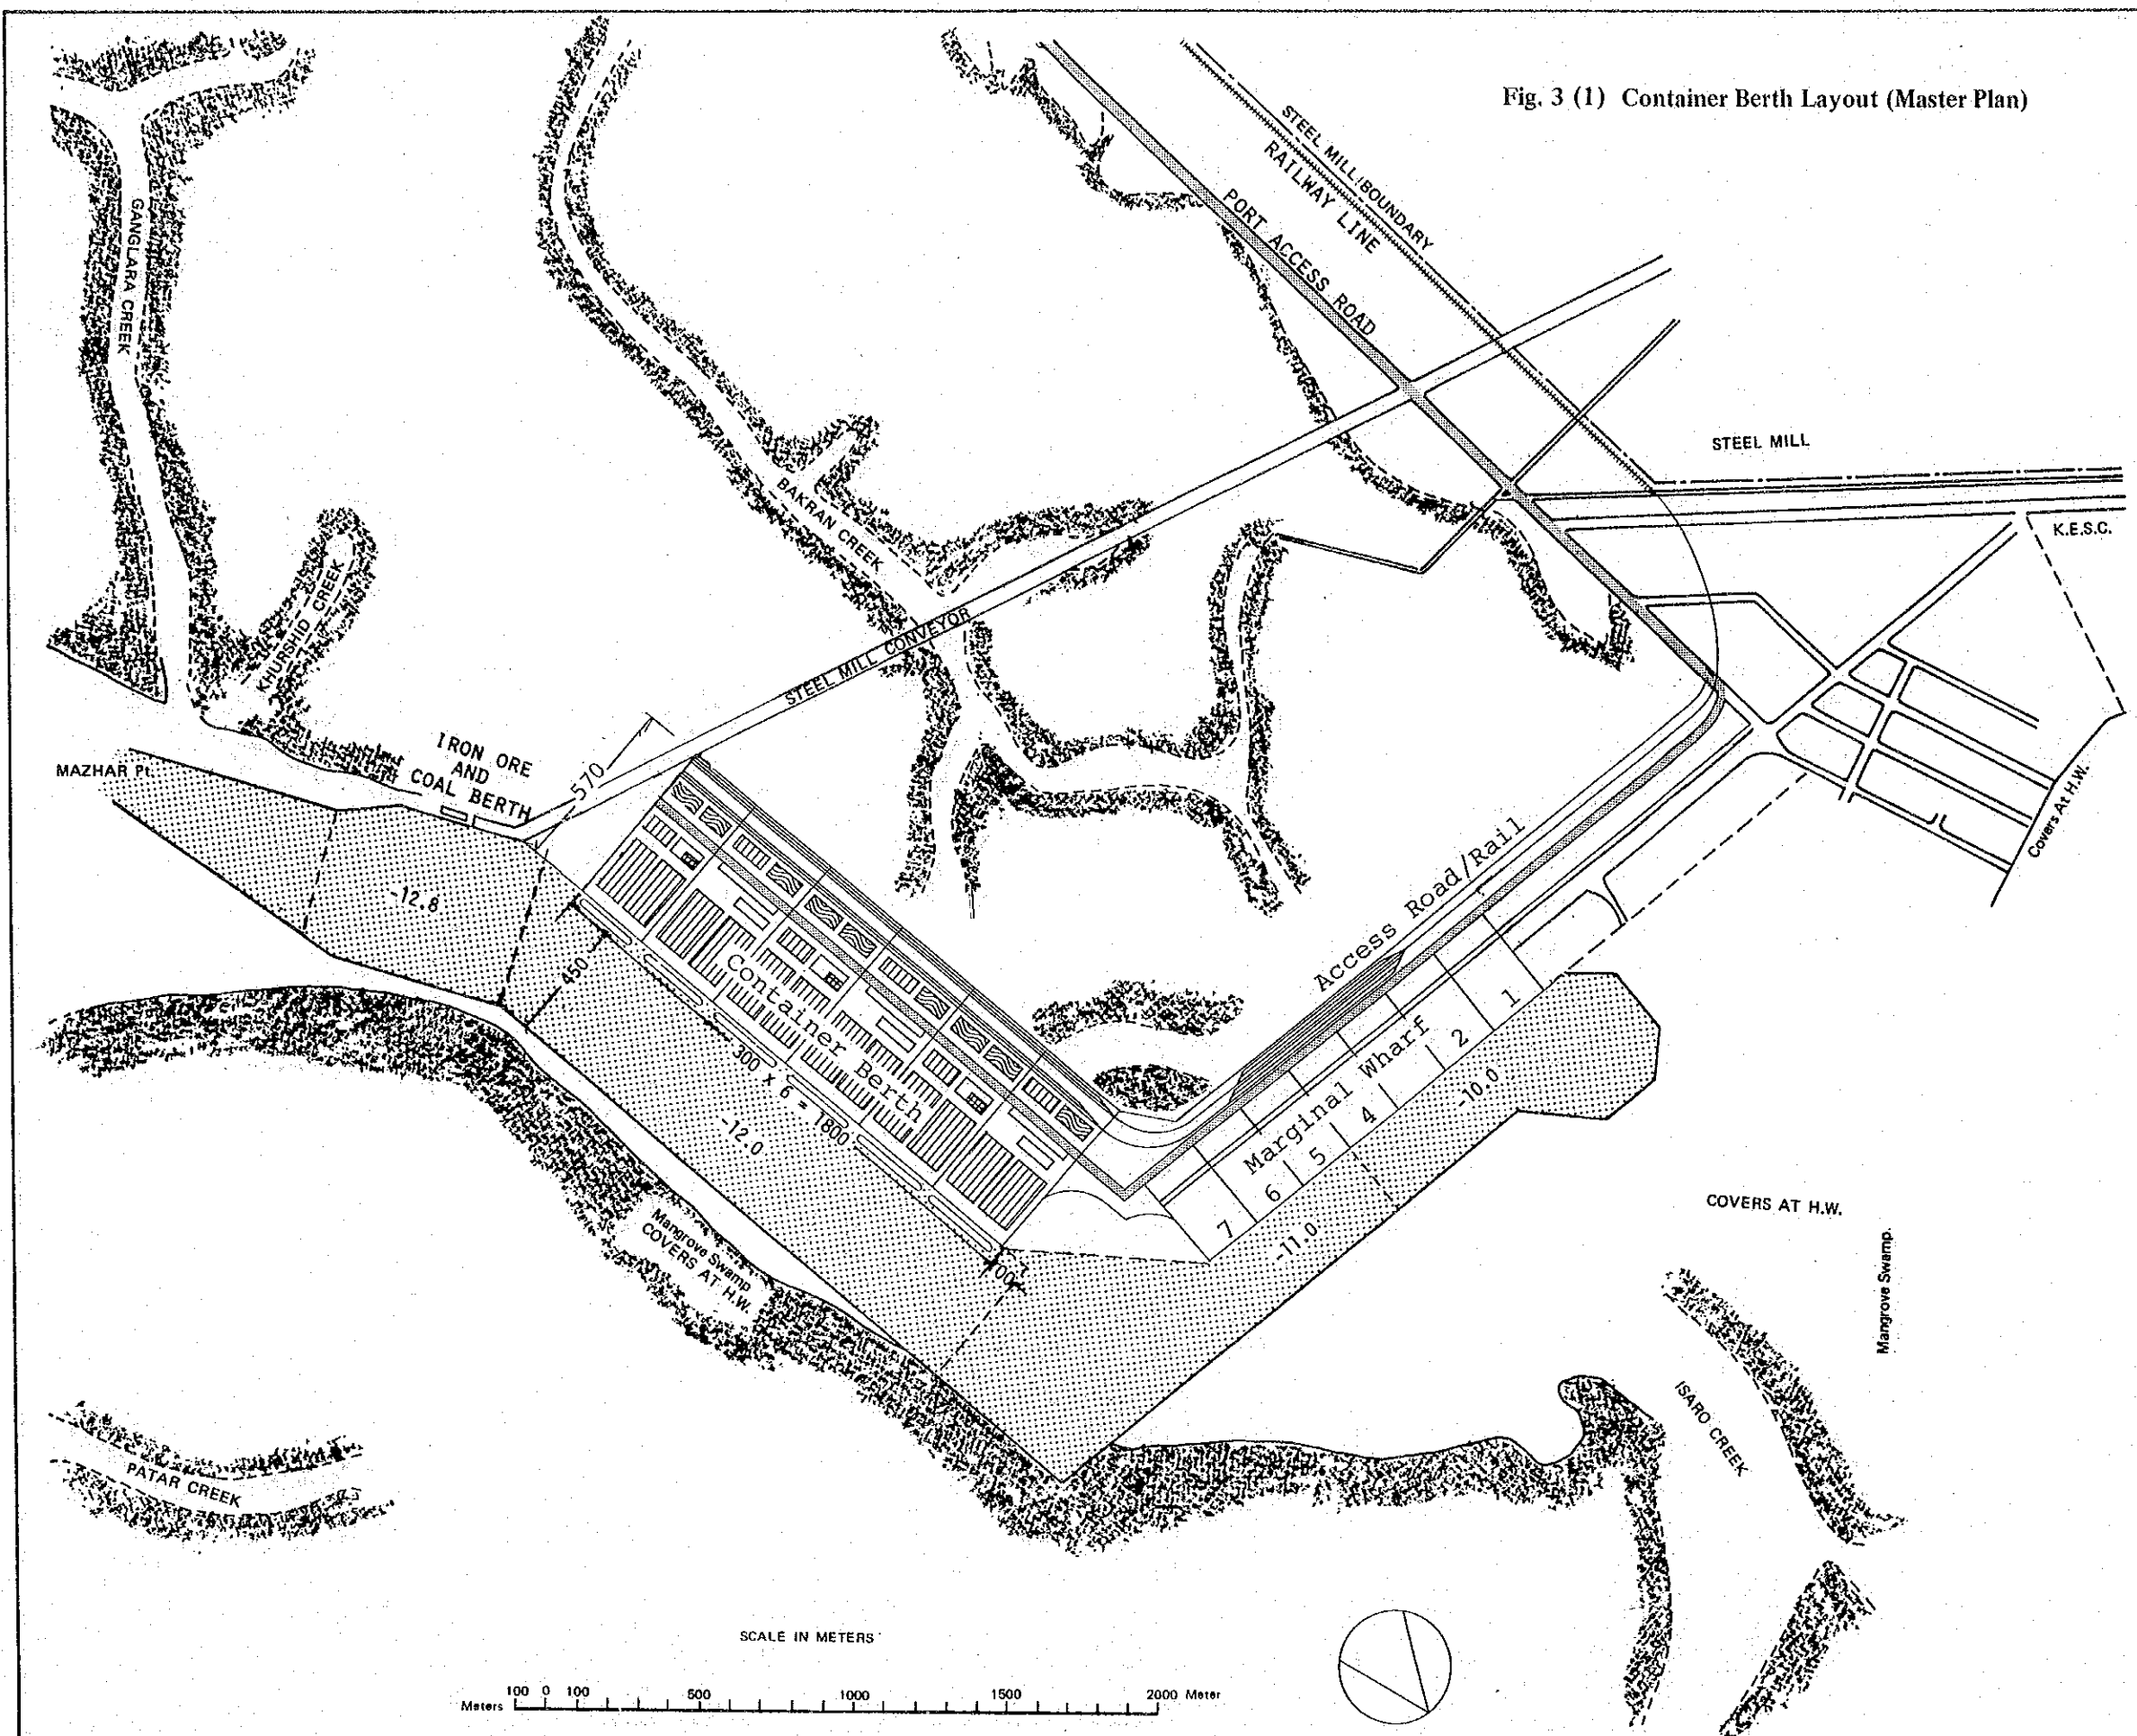 Fig. 3 (1) Container Berth Layout (Master Plan)
STEEL MILL BOUNDARY
RAILWAY LINE
PORT ACCESS ROAD
GANGLARA CREEK
STEEL MILL
K.E.S.C.
BAKRAN CREEK
KHURSHID CREEK
STEEL MILL CONVEYOR
IRON ORE
AND
COAL BERTH
MAZHAR Pt.
570
Covers At H.W.
-12.8
Access Road/Rail
450
Container Berth
300 x 6 = 1800
-12.0
Marginal Wharf
1
2
4
5
6
7
-10.0
-11.0
Mangrove Swamp
COVERS AT H.W.
COVERS AT H.W.
Mangrove Swamp.
ISARO CREEK
PATAR CREEK
SCALE IN METERS
Meters 100 0 100 500 1000 1500 2000 Meter